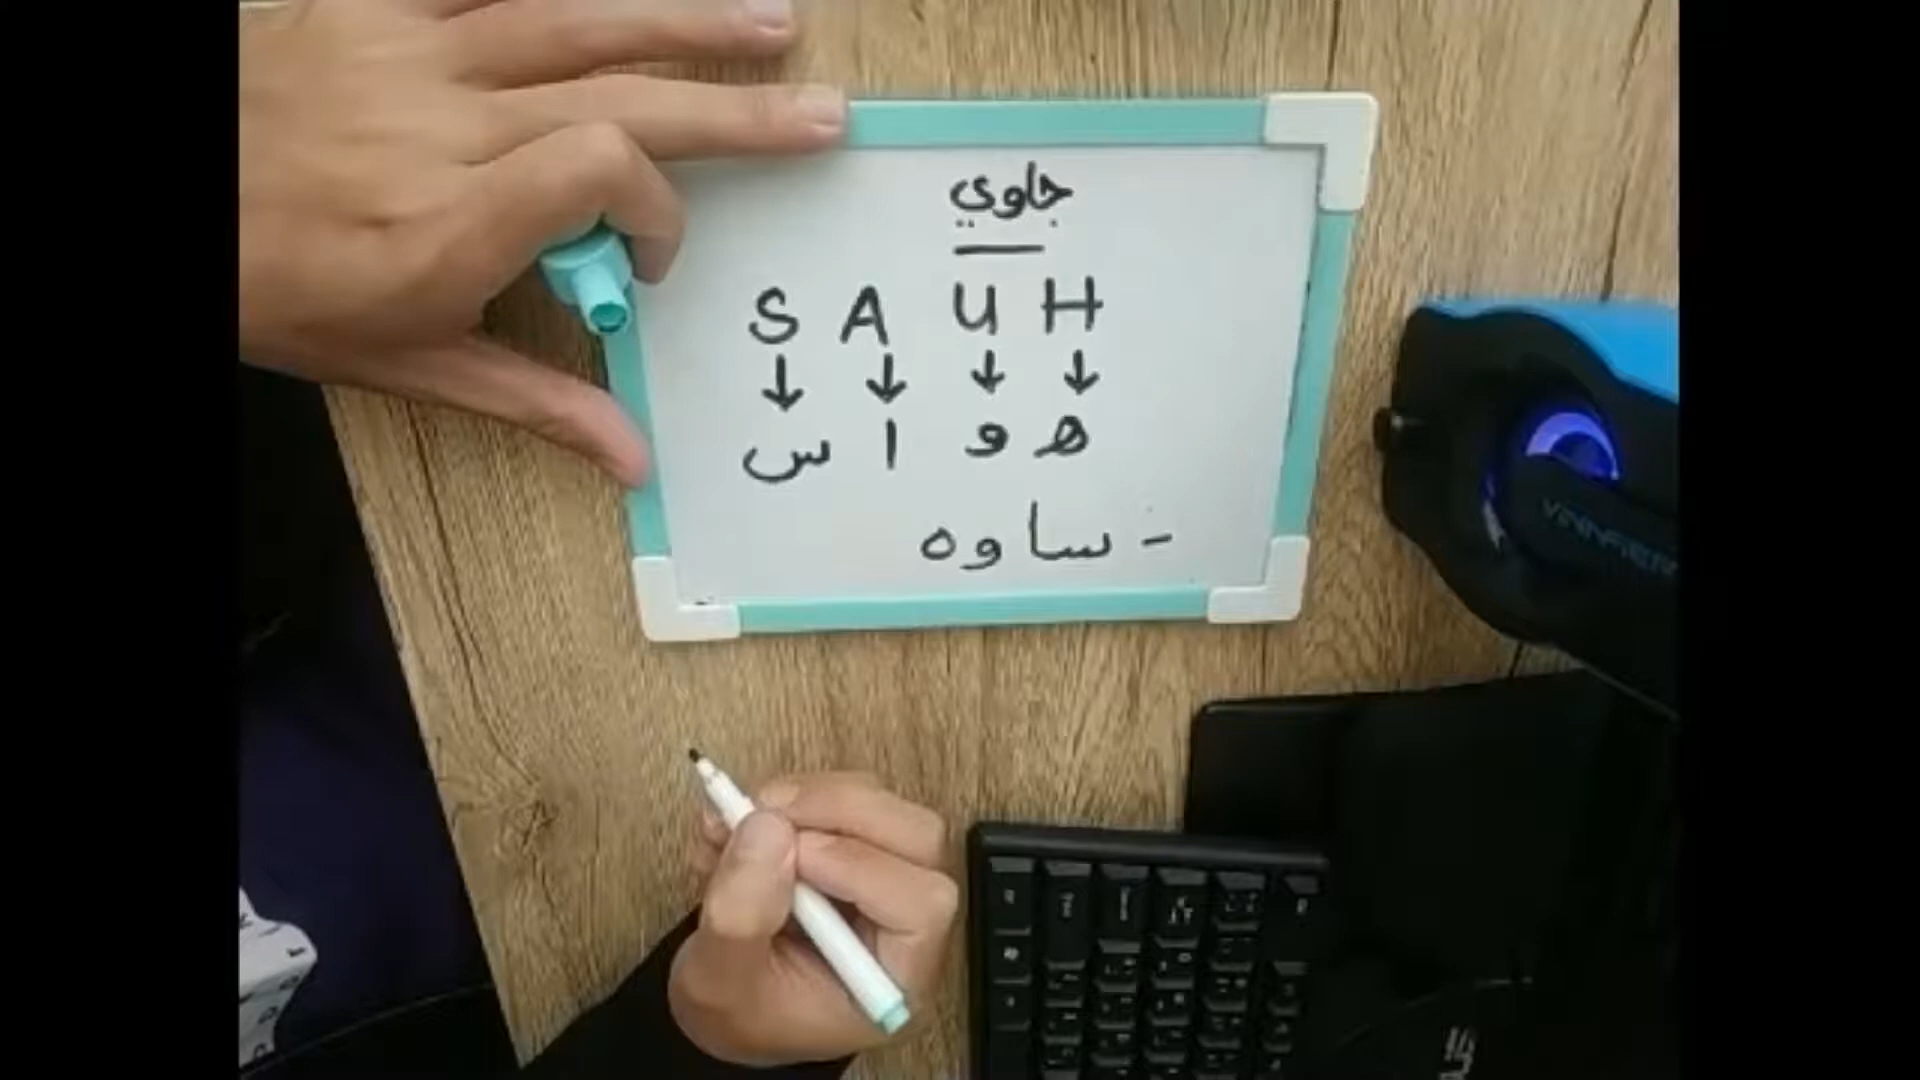 جاوي
S A U H
↓ ↓ ↓ ↓
س ا و ه
- ساوه